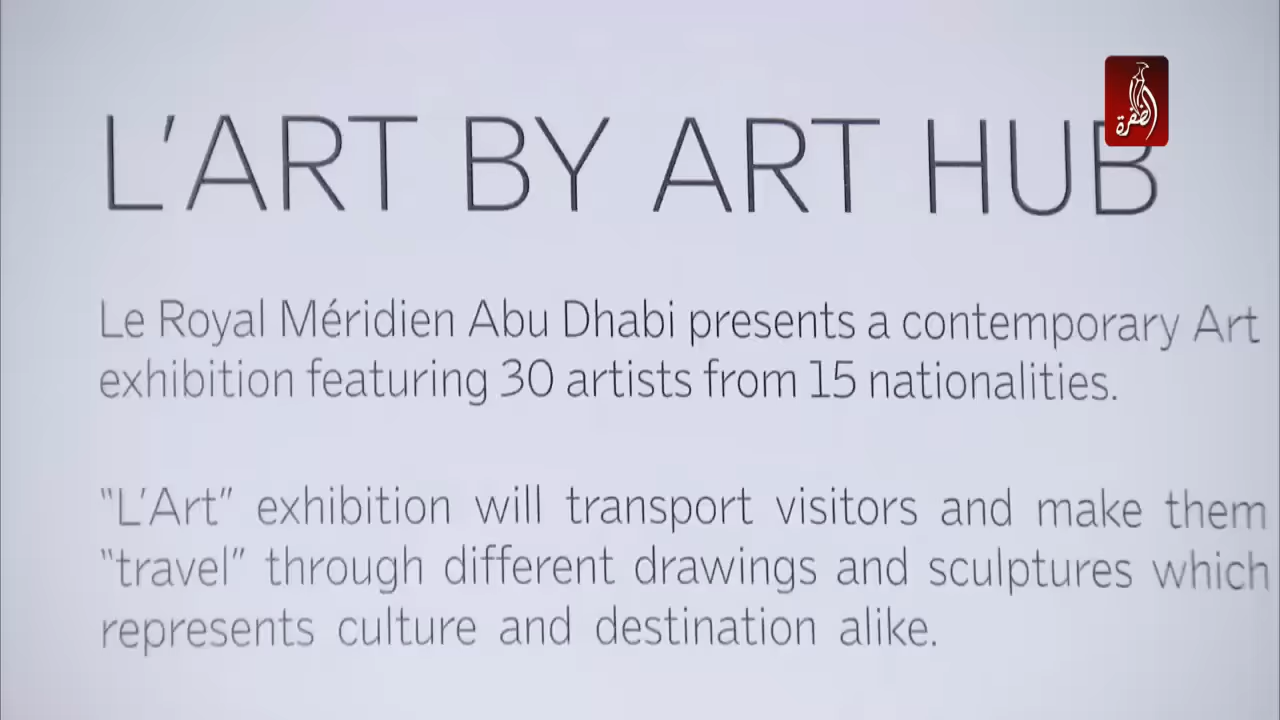 L'ART BY ART HUB
الظفرة
Le Royal Méridien Abu Dhabi presents a contemporary Art
exhibition featuring 30 artists from 15 nationalities.
“L'Art” exhibition will transport visitors and make them
“travel” through different drawings and sculptures which
represents culture and destination alike.